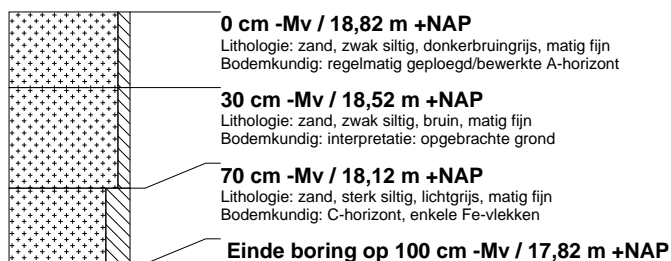 0 cm -Mv / 18,82 m +NAP
Lithologie: zand, zwak siltig, donkerbruingrijs, matig fijn
Bodemkundig: regelmatig geploegd/bewerkte A-horizont
30 cm -Mv / 18,52 m +NAP
Lithologie: zand, zwak siltig, bruin, matig fijn
Bodemkundig: interpretatie: opgebrachte grond
70 cm -Mv / 18,12 m +NAP
Lithologie: zand, sterk siltig, lichtgrijs, matig fijn
Bodemkundig: C-horizont, enkele Fe-vlekken
Einde boring op 100 cm -Mv / 17,82 m +NAP